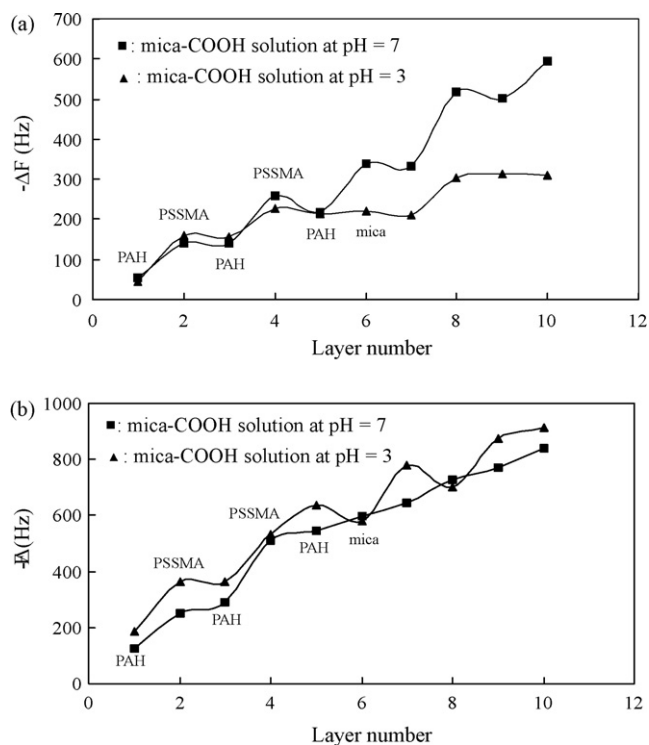 (a)
700
600
500
400
300
200
100
0
-ΔF (Hz)
■ : mica-COOH solution at pH = 7
▲ : mica-COOH solution at pH = 3
PSSMA
PSSMA
PAH
PAH
PAH
mica
0 2 4 6 8 10 12
Layer number
(b)
1000
800
600
400
200
0
(Hz)
■ : mica-COOH solution at pH = 7
▲ : mica-COOH solution at pH = 3
PSSMA
PSSMA
PAH
mica
PAH
PAH
0 2 4 6 8 10 12
Layer number